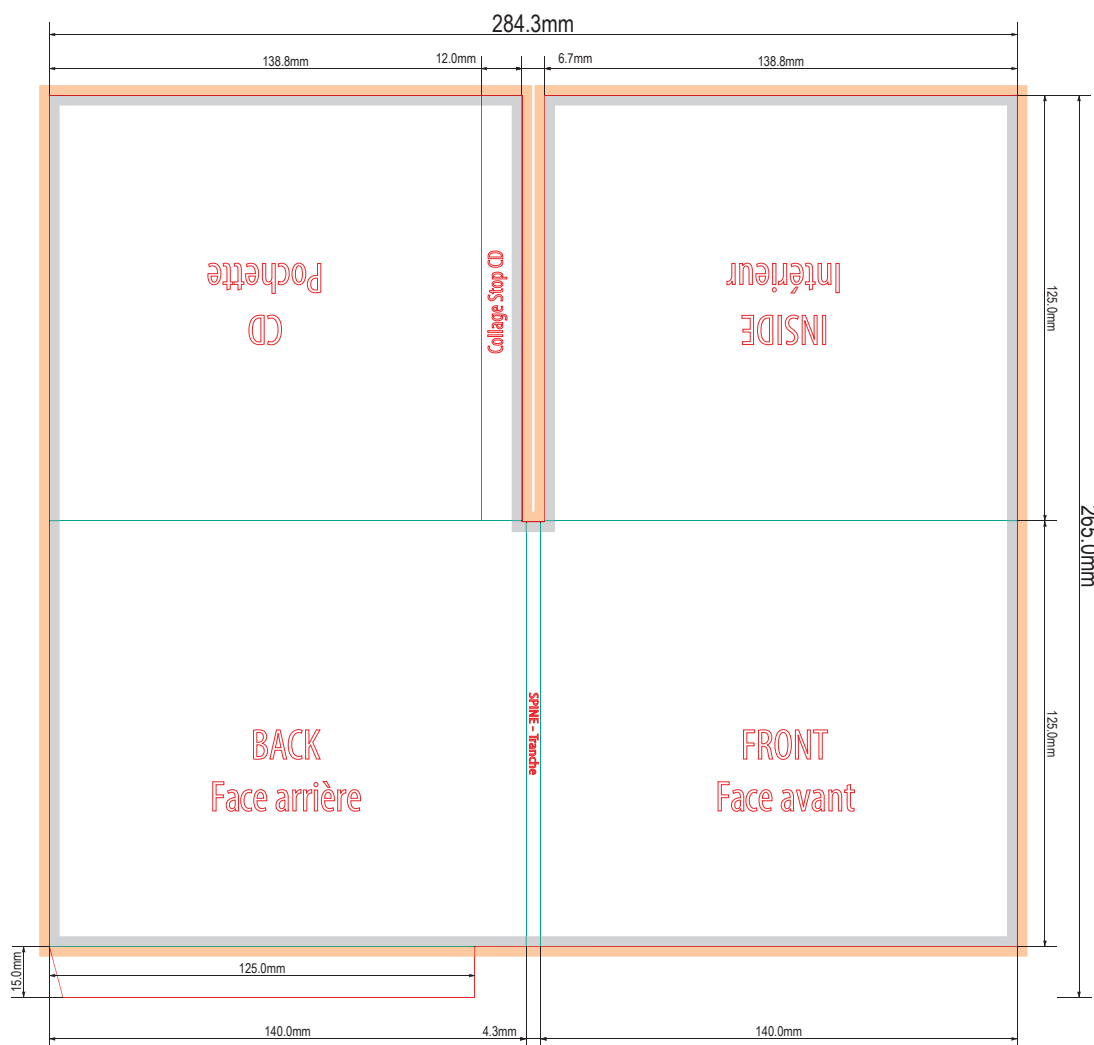 284.3mm
138.8mm
12.0mm
6.7mm
138.8mm
CD
Pochette
Collage Stop CD
INSIDE
Intérieur
125.0mm
265.0mm
BACK
Face arrière
SPINE - Tranche
FRONT
Face avant
125.0mm
15.0mm
125.0mm
140.0mm
4.3mm
140.0mm